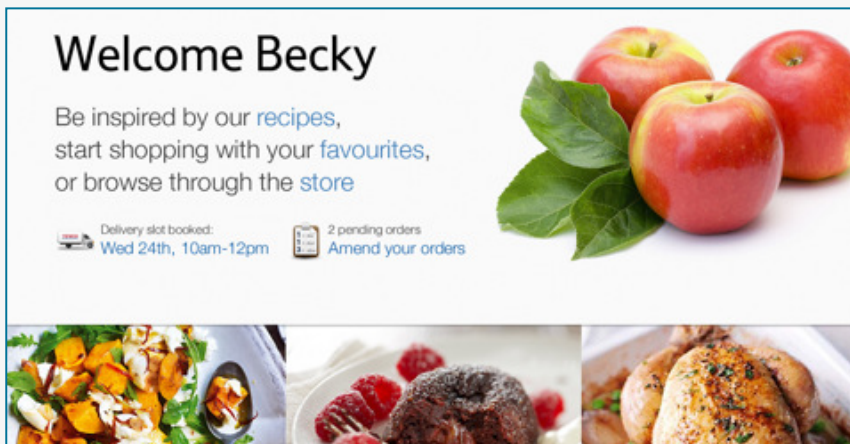 Welcome Becky
Be inspired by our recipes,
start shopping with your favourites,
or browse through the store
Delivery slot booked:
Wed 24th, 10am-12pm
2 pending orders
Amend your orders